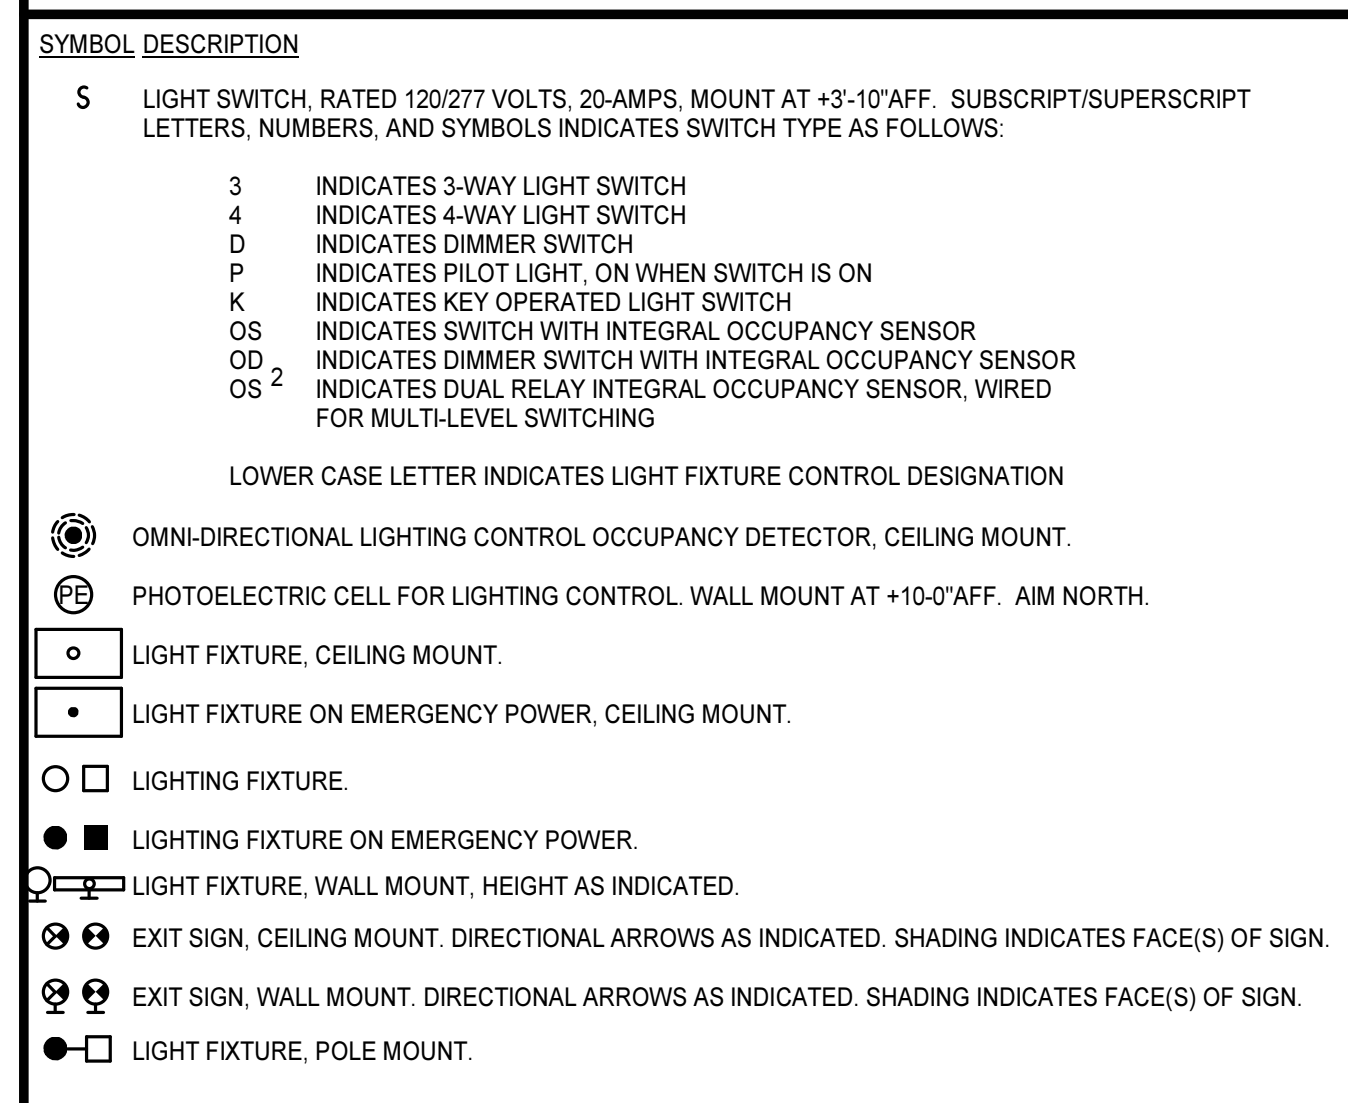 SYMBOL DESCRIPTION
S LIGHT SWITCH, RATED 120/277 VOLTS, 20-AMPS, MOUNT AT +3'-10"AFF. SUBSCRIPT/SUPERSCRIPT
LETTERS, NUMBERS, AND SYMBOLS INDICATES SWITCH TYPE AS FOLLOWS:
3 INDICATES 3-WAY LIGHT SWITCH
4 INDICATES 4-WAY LIGHT SWITCH
D INDICATES DIMMER SWITCH
P INDICATES PILOT LIGHT, ON WHEN SWITCH IS ON
K INDICATES KEY OPERATED LIGHT SWITCH
OS INDICATES SWITCH WITH INTEGRAL OCCUPANCY SENSOR
OD INDICATES DIMMER SWITCH WITH INTEGRAL OCCUPANCY SENSOR
OS 2 INDICATES DUAL RELAY INTEGRAL OCCUPANCY SENSOR, WIRED
FOR MULTI-LEVEL SWITCHING
LOWER CASE LETTER INDICATES LIGHT FIXTURE CONTROL DESIGNATION
OMNI-DIRECTIONAL LIGHTING CONTROL OCCUPANCY DETECTOR, CEILING MOUNT.
PE PHOTOELECTRIC CELL FOR LIGHTING CONTROL. WALL MOUNT AT +10-0"AFF. AIM NORTH.
LIGHT FIXTURE, CEILING MOUNT.
LIGHT FIXTURE ON EMERGENCY POWER, CEILING MOUNT.
LIGHTING FIXTURE.
LIGHTING FIXTURE ON EMERGENCY POWER.
LIGHT FIXTURE, WALL MOUNT, HEIGHT AS INDICATED.
EXIT SIGN, CEILING MOUNT. DIRECTIONAL ARROWS AS INDICATED. SHADING INDICATES FACE(S) OF SIGN.
EXIT SIGN, WALL MOUNT. DIRECTIONAL ARROWS AS INDICATED. SHADING INDICATES FACE(S) OF SIGN.
LIGHT FIXTURE, POLE MOUNT.